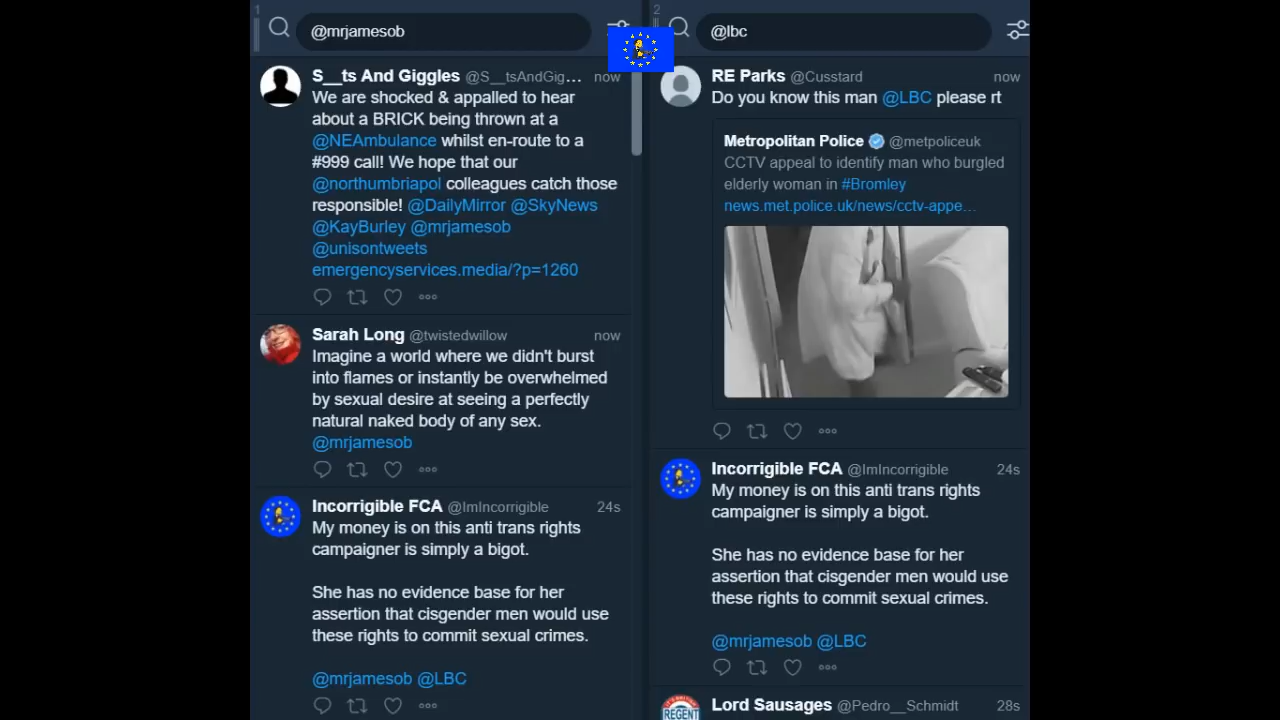 1
@mrjamesob
S__ts And Giggles @S__tsAndGig... now
We are shocked & appalled to hear
about a BRICK being thrown at a
@NEAmbulance whilst en-route to a
#999 call! We hope that our
@northumbriapol colleagues catch those
responsible! @DailyMirror @SkyNews
@KayBurley @mrjamesob
@unisontweets
emergencyservices.media/?p=1260
Sarah Long @twistedwillow now
Imagine a world where we didn't burst
into flames or instantly be overwhelmed
by sexual desire at seeing a perfectly
natural naked body of any sex.
@mrjamesob
Incorrigible FCA @ImIncorrigible 24s
My money is on this anti trans rights
campaigner is simply a bigot.
She has no evidence base for her
assertion that cisgender men would use
these rights to commit sexual crimes.
@mrjamesob @LBC
2
@lbc
RE Parks @Cusstard now
Do you know this man @LBC please rt
Metropolitan Police @metpoliceuk
CCTV appeal to identify man who burgled
elderly woman in #Bromley
news.met.police.uk/news/cctv-appe...
Incorrigible FCA @ImIncorrigible 24s
My money is on this anti trans rights
campaigner is simply a bigot.
She has no evidence base for her
assertion that cisgender men would use
these rights to commit sexual crimes.
@mrjamesob @LBC
Lord Sausages @Pedro__Schmidt 28s
REGENT